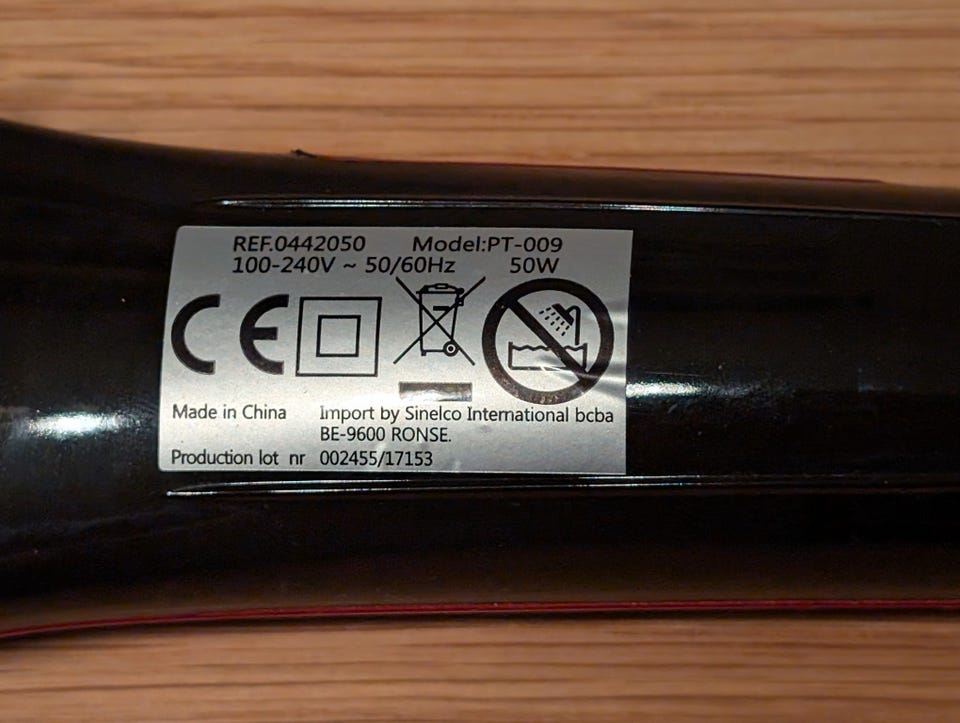 REF.0442050 Model:PT-009
100-240V ~ 50/60Hz 50W
CE
Made in China Import by Sinelco International bcba
BE-9600 RONSE.
Production lot nr 002455/17153